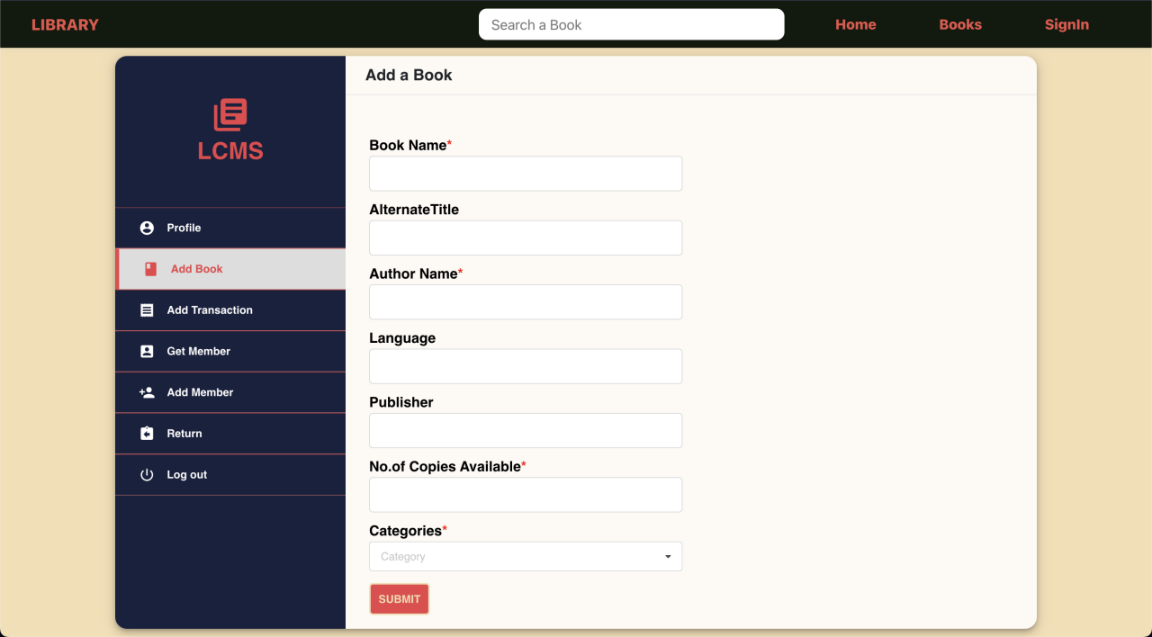 LIBRARY
Search a Book
Home
Books
SignIn
LCMS
Profile
Add Book
Add Transaction
Get Member
Add Member
Return
Log out
Add a Book
Book Name*
AlternateTitle
Author Name*
Language
Publisher
No.of Copies Available*
Categories*
Category
SUBMIT